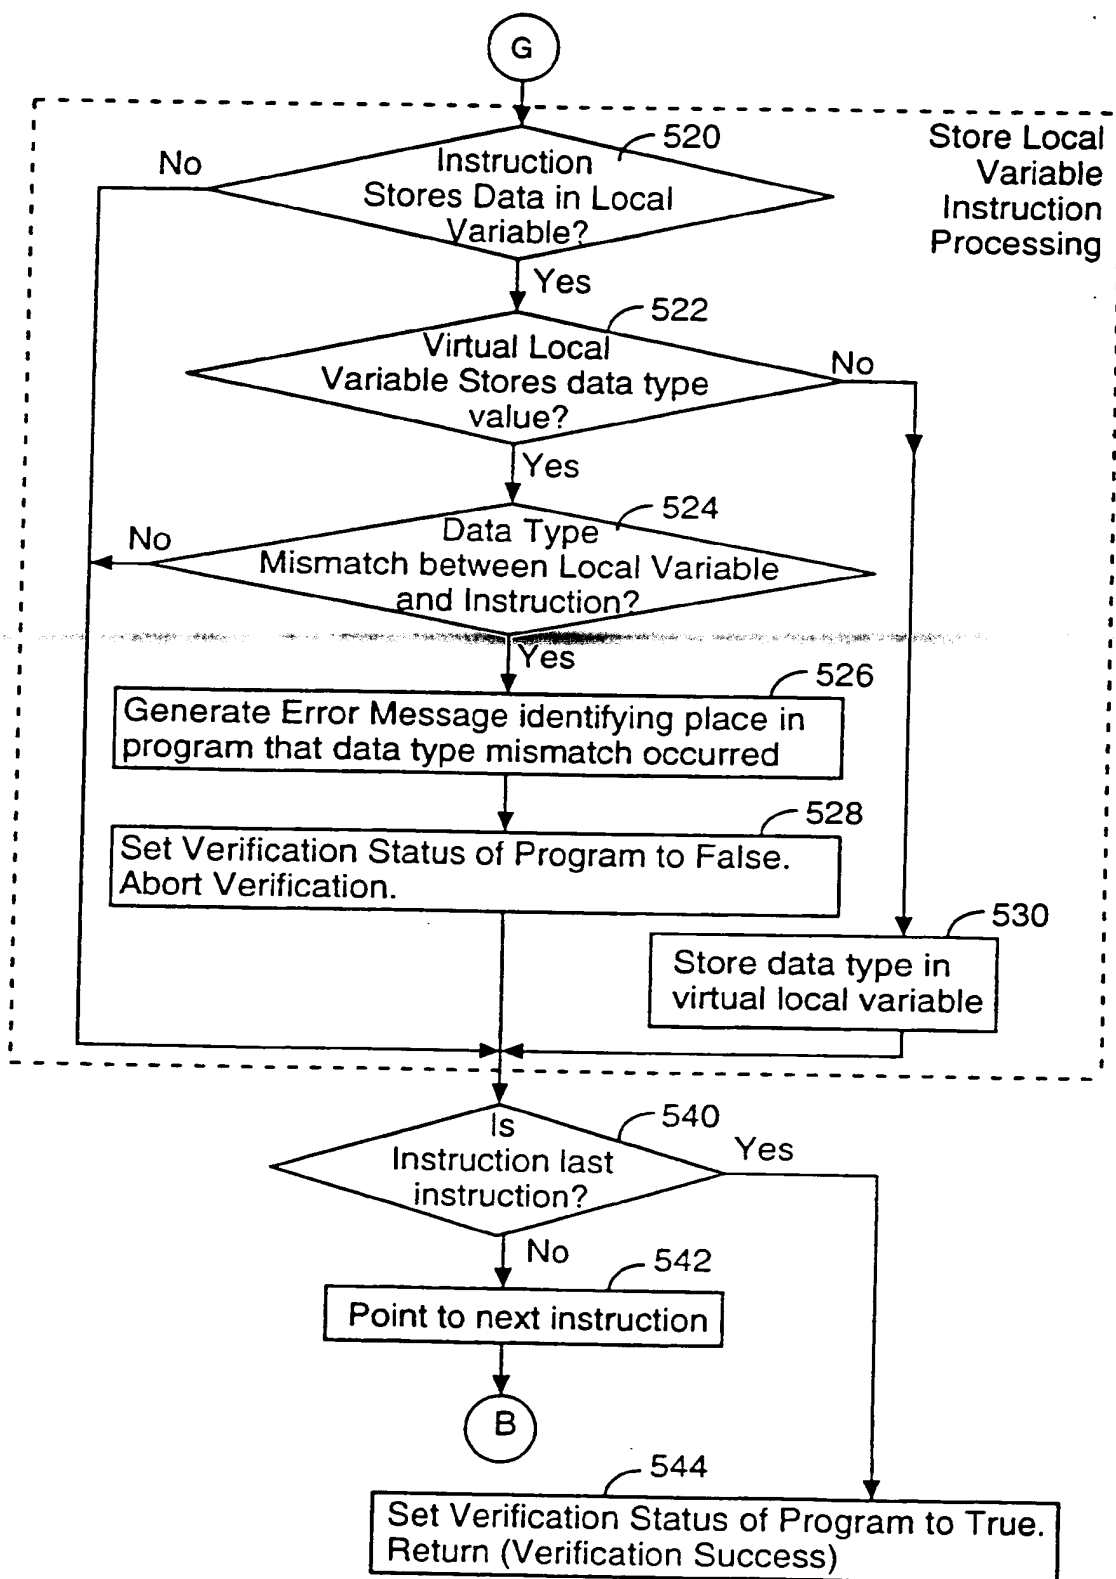 G
520
Store Local
Variable
Instruction
Processing
No
Instruction
Stores Data in Local
Variable?
Yes
522
Virtual Local
Variable Stores data type
value?
No
Yes
524
No
Data Type
Mismatch between Local Variable
and Instruction?
Yes
526
Generate Error Message identifying place in
program that data type mismatch occurred
528
Set Verification Status of Program to False.
Abort Verification.
530
Store data type in
virtual local variable
540
Is
Instruction last
instruction?
Yes
No
542
Point to next instruction
B
544
Set Verification Status of Program to True.
Return (Verification Success)